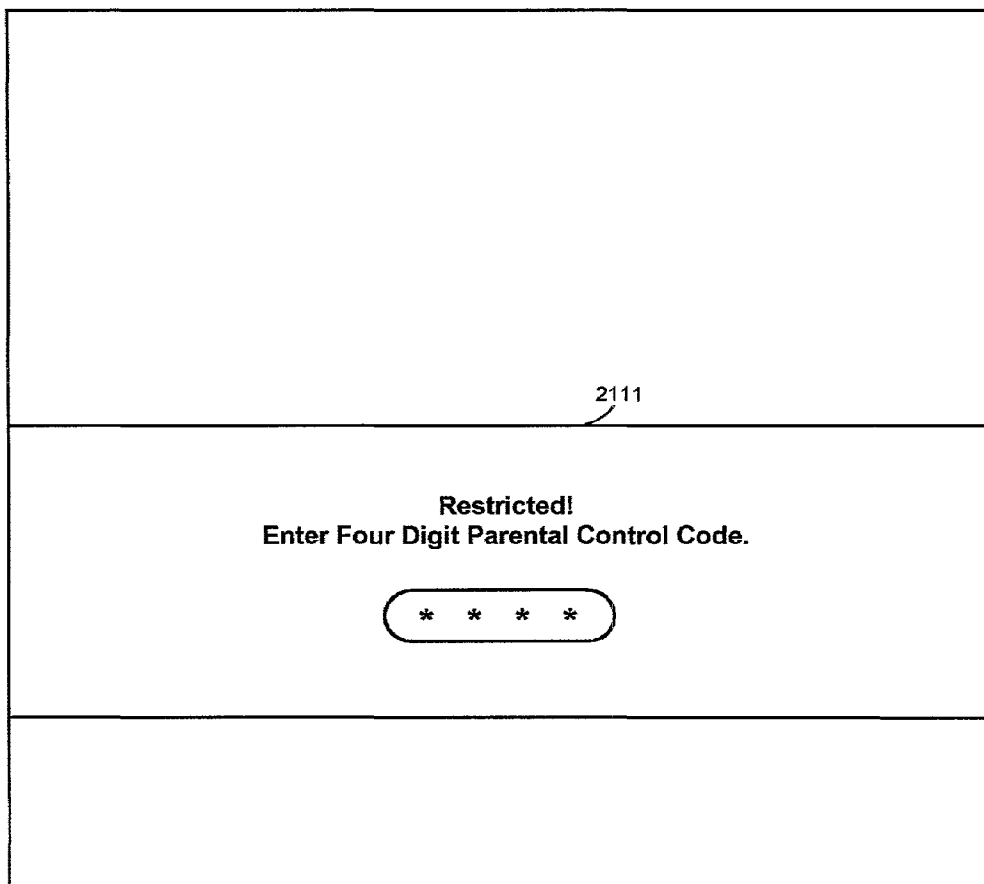 2111
Restricted!
Enter Four Digit Parental Control Code.
* * * *